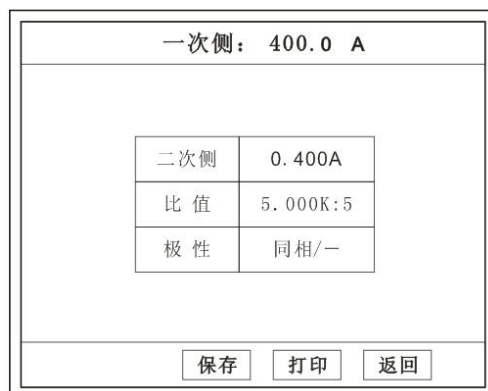 一次侧： 400.0 A
二次侧 0.400A
比 值 5.000K:5
极 性 同相/—
保存 打印 返回